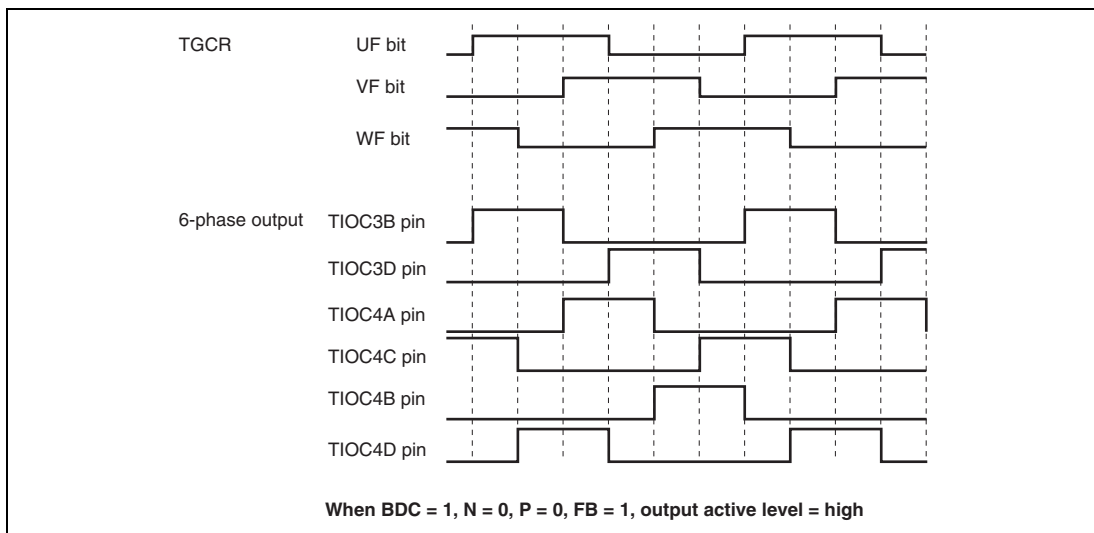 TGCR UF bit
VF bit
WF bit
6-phase output TIOC3B pin
TIOC3D pin
TIOC4A pin
TIOC4C pin
TIOC4B pin
TIOC4D pin
When BDC = 1, N = 0, P = 0, FB = 1, output active level = high